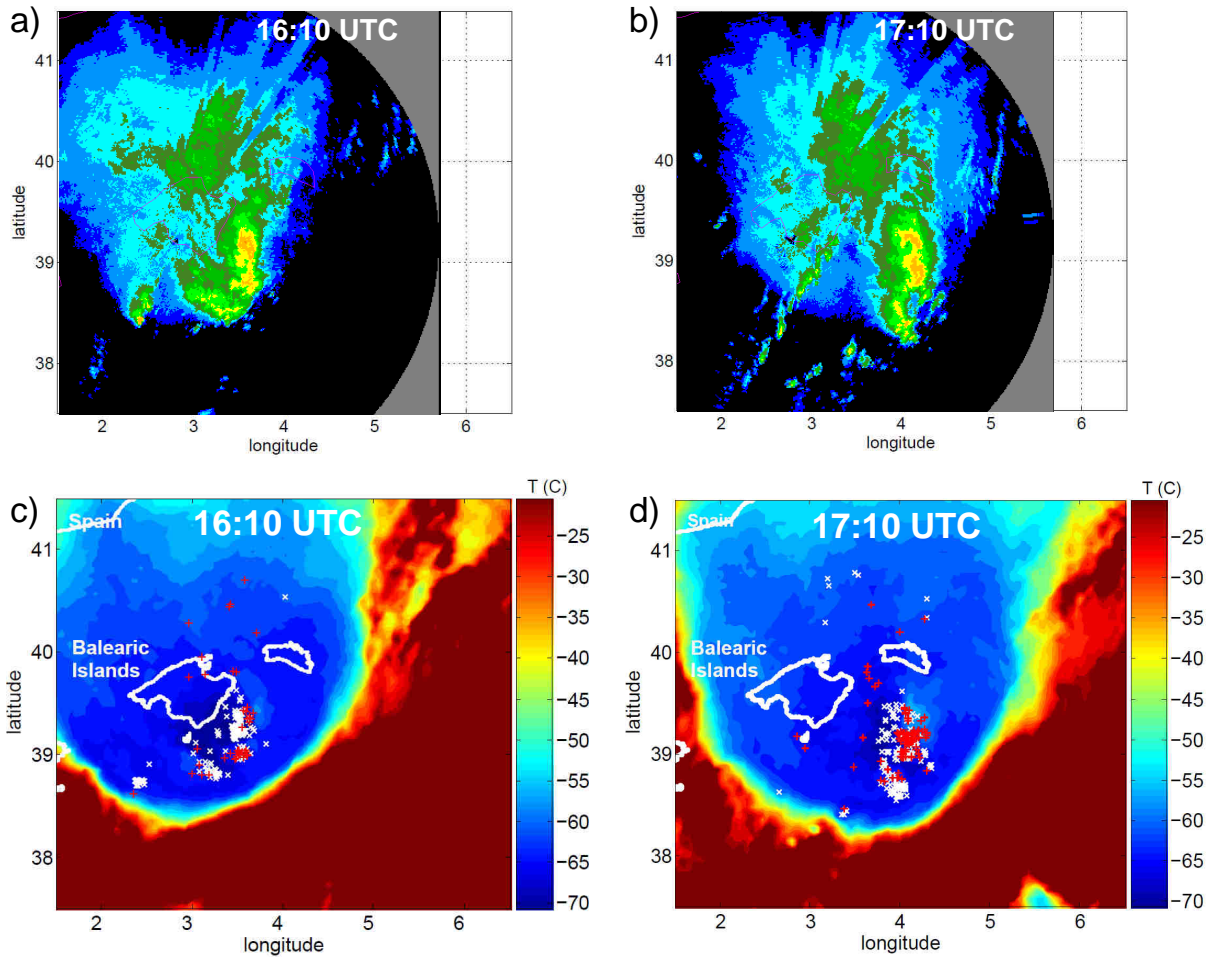 a)
16:10 UTC
41
40
39
38
latitude
2
3
4
5
6
longitude
b)
17:10 UTC
41
40
39
38
latitude
2
3
4
5
6
longitude
c)
16:10 UTC
Spain
Balearic
Islands
41
40
39
38
latitude
2
3
4
5
6
longitude
T (C)
−25
−30
−35
−40
−45
−50
−55
−60
−65
−70
d)
17:10 UTC
Spain
Balearic
Islands
41
40
39
38
latitude
2
3
4
5
6
longitude
T (C)
−25
−30
−35
−40
−45
−50
−55
−60
−65
−70